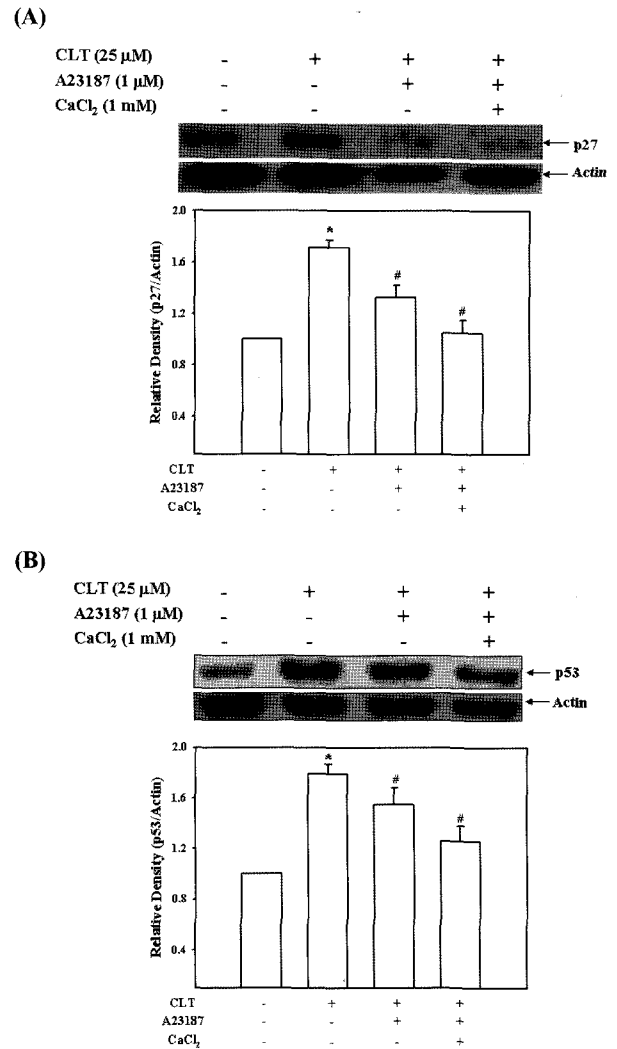 (A)
CLT (25 µM) - + + +
A23187 (1 µM) - - + +
CaCl2 (1 mM) - - - +
p27
Actin
Relative Density (p27/Actin)
2.0
1.6
1.2
0.8
0.4
*
#
#
CLT - + + +
A23187 - - + +
CaCl2 - - - +
(B)
CLT (25 µM) - + + +
A23187 (1 µM) - - + +
CaCl2 (1 mM) - - - +
p53
Actin
Relative Density (p53/Actin)
2.0
1.6
1.2
0.8
0.4
*
#
#
CLT - + + +
A23187 - - + +
CaCl2 - - - +